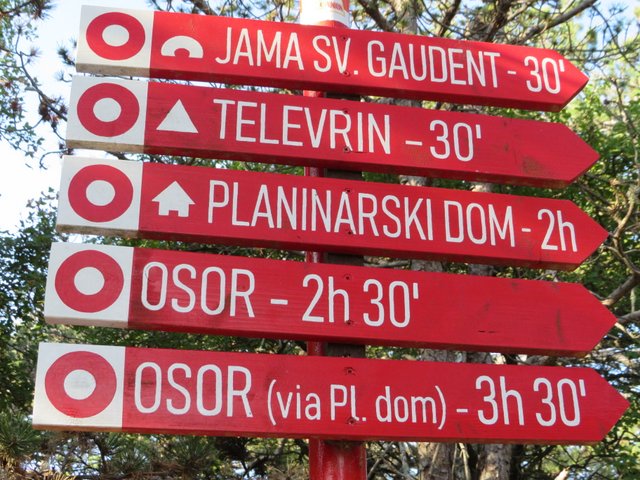 JAMA SV. GAUDENT - 30'
TELEVRIN - 30'
PLANINARSKI DOM - 2h
OSOR - 2h 30'
OSOR (via Pl. dom) - 3h 30'